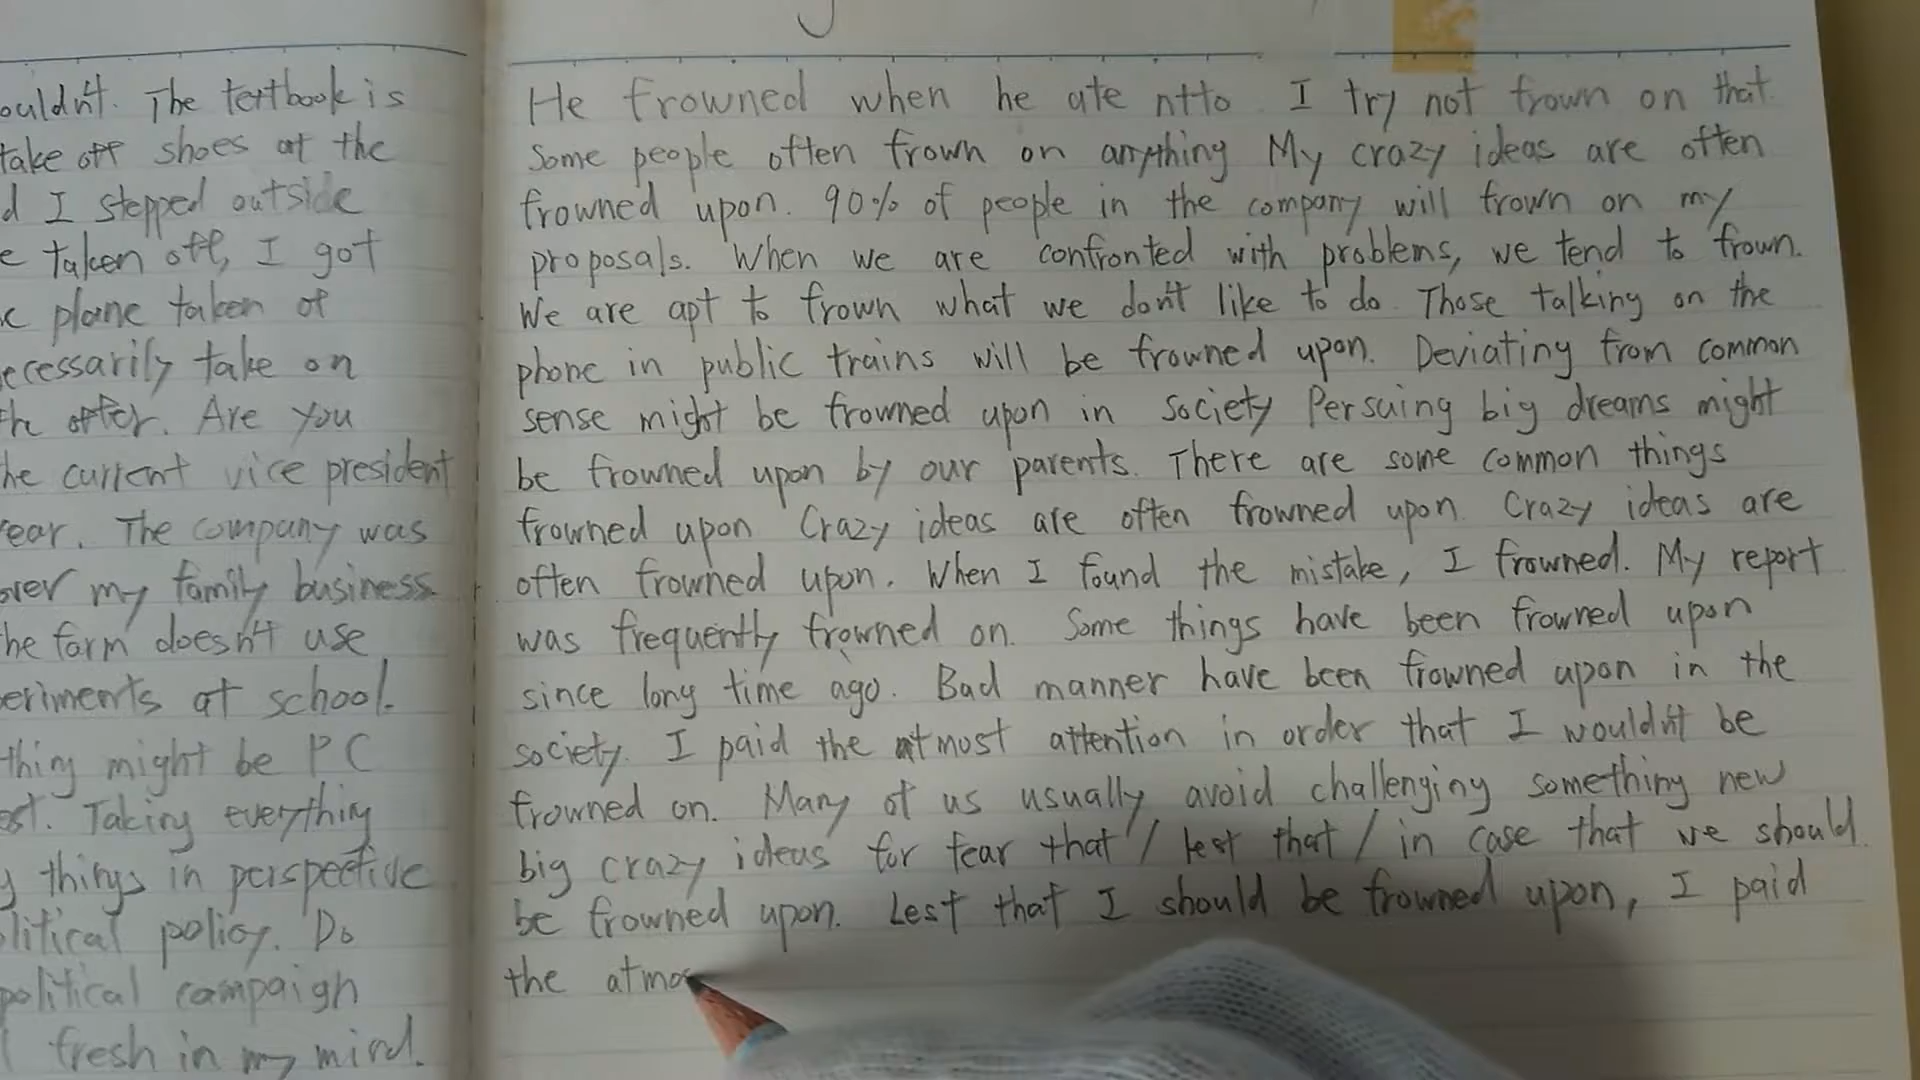 ouldn't. The textbook is
take off shoes at the
d I stepped outside
e taken off, I got
plane taken of
ecessarily take on
the offer. Are you
he current vice president
ear. The company was
over my family business.
he farm doesn't use
eriments at school.
thing might be PC
est. Taking everything
y things in perspective
olitical policy. Do
political campaign
fresh in my mind.
He frowned when he ate ntto. I try not frown on that.
Some people often frown on anything My crazy ideas are often
frowned upon. 90% of people in the company will frown on my
proposals. When we are confronted with problems, we tend to frown.
We are apt to frown what we don't like to do. Those talking on the
phone in public trains will be frowned upon. Deviating from common
sense might be frowned upon in society Persuing big dreams might
be frowned upon by our parents. There are some common things
frowned upon Crazy ideas are often frowned upon. Crazy ideas are
often frowned upon. When I found the mistake, I frowned. My report
was frequently frowned on. Some things have been frowned upon
since long time ago. Bad manner have been frowned upon in the
society. I paid the atmost attention in order that I wouldn't be
frowned on. Many of us usually avoid challenging something new
big crazy ideas for fear that / lest that / in case that we should
be frowned upon. Lest that I should be frowned upon, I paid
the atmos